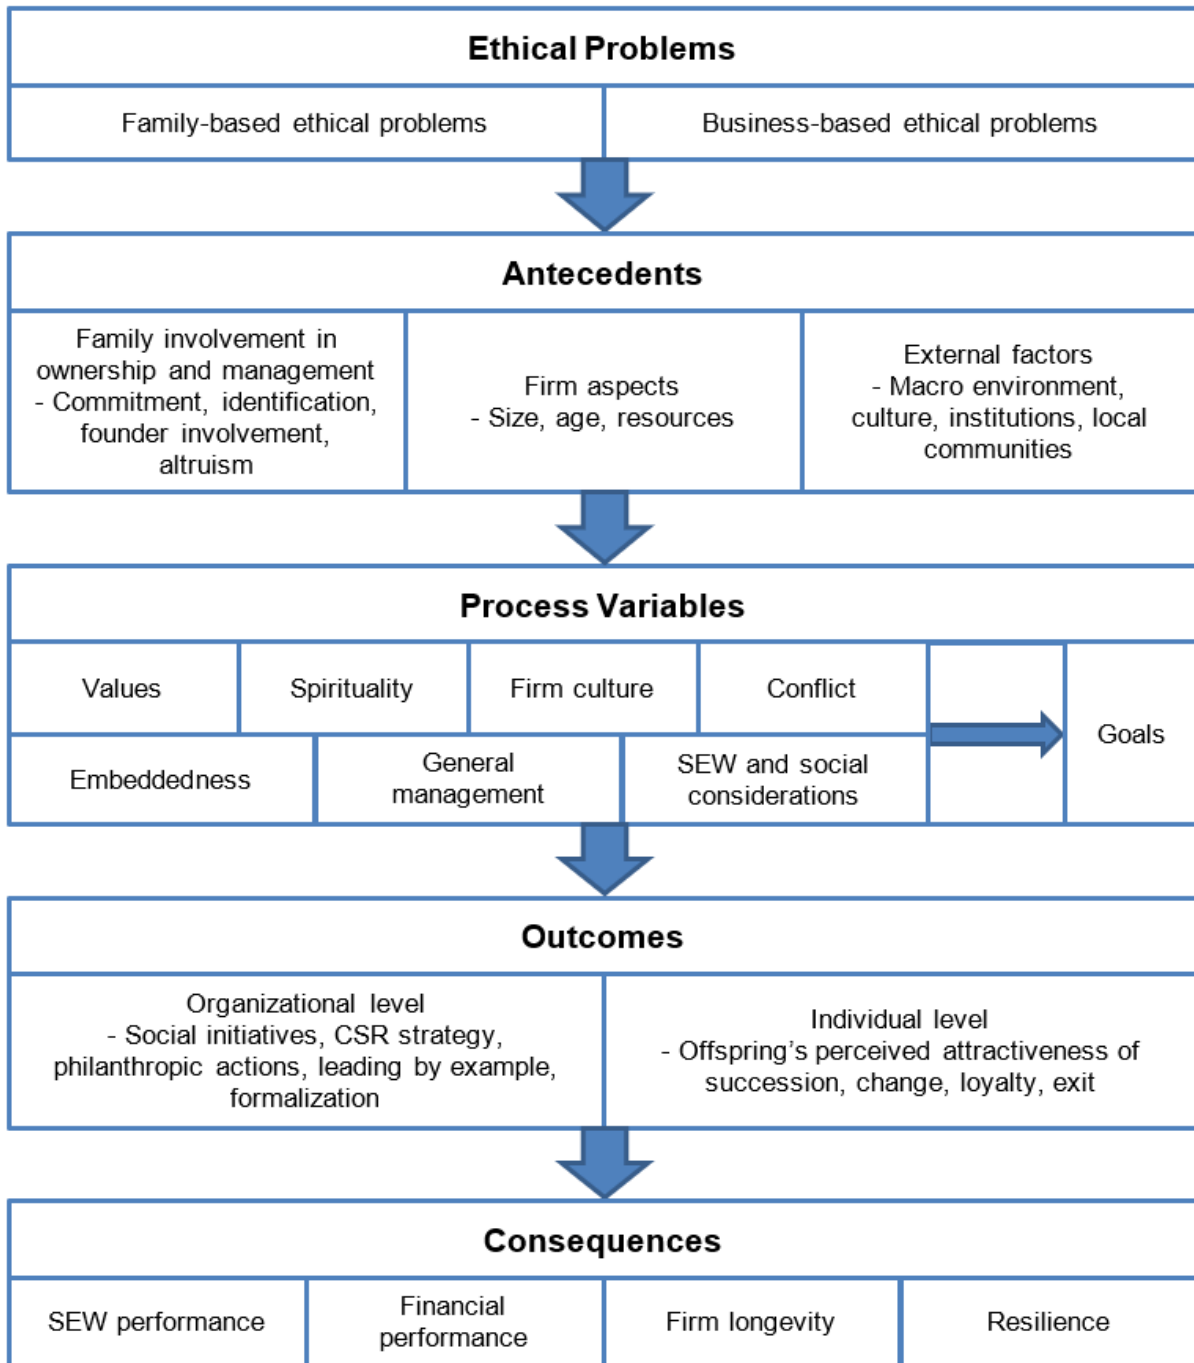 Ethical Problems
Family-based ethical problems
Business-based ethical problems
Antecedents
Family involvement in
ownership and management
- Commitment, identification,
founder involvement,
altruism
Firm aspects
- Size, age, resources
External factors
- Macro environment,
culture, institutions, local
communities
Process Variables
Values
Spirituality
Firm culture
Conflict
Embeddedness
General
management
SEW and social
considerations
Goals
Outcomes
Organizational level
- Social initiatives, CSR strategy,
philanthropic actions, leading by example,
formalization
Individual level
- Offspring's perceived attractiveness of
succession, change, loyalty, exit
Consequences
SEW performance
Financial
performance
Firm longevity
Resilience